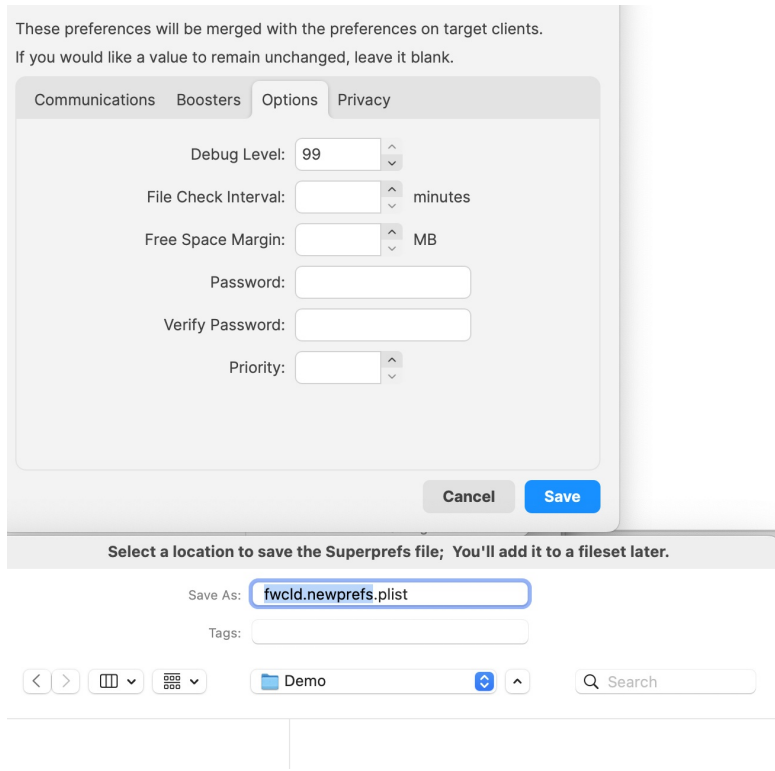 These preferences will be merged with the preferences on target clients.
If you would like a value to remain unchanged, leave it blank.
Communications Boosters Options Privacy
Debug Level: 99
File Check Interval: minutes
Free Space Margin: MB
Password:
Verify Password:
Priority:
Cancel Save
Select a location to save the Superprefs file; You'll add it to a fileset later.
Save As: fwcld.newprefs.plist
Tags:
Demo Search